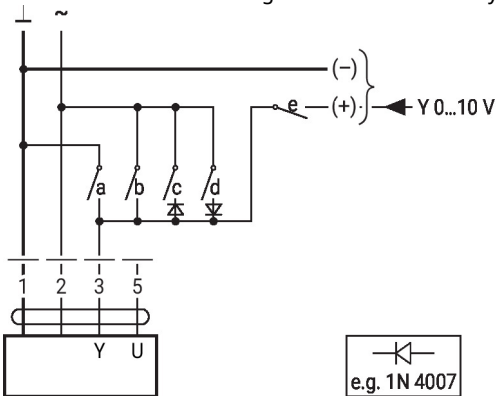 ⊥ ~
(–)
e (+) Y 0...10 V
a b c d
1 2 3 5
Y U
e.g. 1N 4007